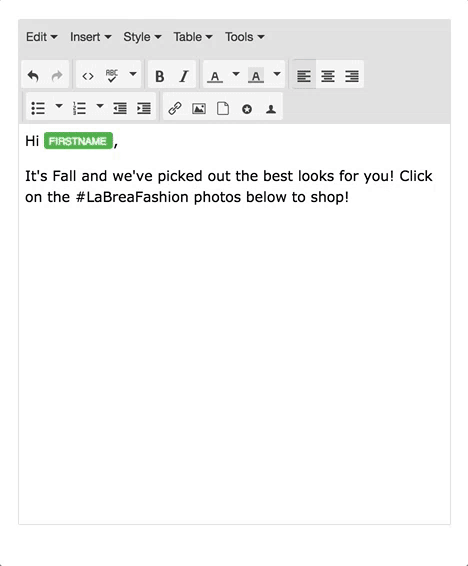 Edit Insert Style Table Tools
ABC B I A A
Hi FIRSTNAME,
It's Fall and we've picked out the best looks for you! Click
on the #LaBreaFashion photos below to shop!